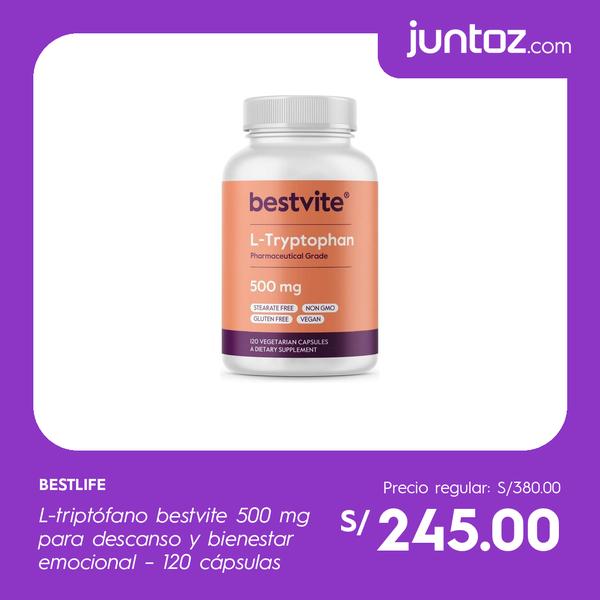 juntoz.com
bestvite®
L-Tryptophan
Pharmaceutical Grade
500 mg
STEARATE FREE NON GMO
GLUTEN FREE VEGAN
120 VEGETARIAN CAPSULES
A DIETARY SUPPLEMENT
BESTLIFE
L-triptófano bestvite 500 mg
para descanso y bienestar
emocional - 120 cápsulas
Precio regular: S/380.00
S/ 245.00